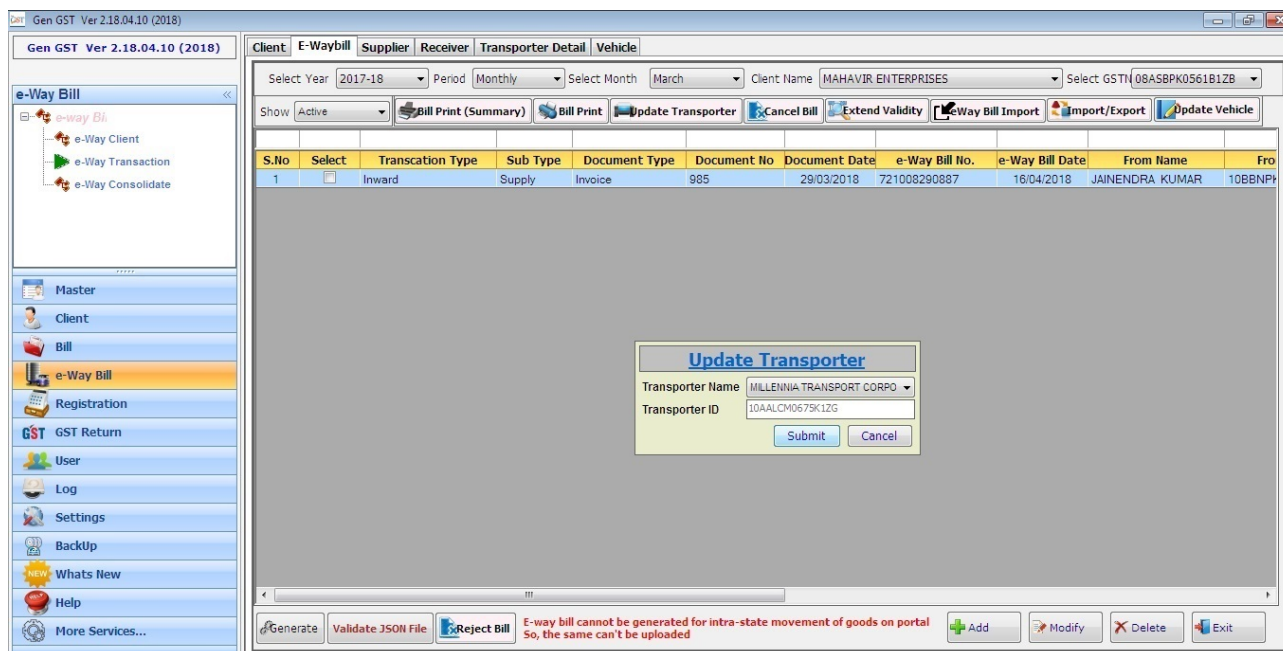 Gen GST Ver 2.18.04.10 (2018)
Gen GST Ver 2.18.04.10 (2018)
Client E-Waybill Supplier Receiver Transporter Detail Vehicle
Select Year 2017-18 Period Monthly Select Month March Client Name MAHAVIR ENTERPRISES Select GSTN 08ASBPK0561B1ZB
e-Way Bill
Show Active Bill Print (Summary) Bill Print Update Transporter Cancel Bill Extend Validity eWay Bill Import Import/Export Update Vehicle
e-way Bi
e-Way Client
e-Way Transaction
e-Way Consolidate
S.No Select Transcation Type Sub Type Document Type Document No Document Date e-Way Bill No. e-Way Bill Date From Name Fro
1 Inward Supply Invoice 985 29/03/2018 721008290887 16/04/2018 JAINENDRA KUMAR 10BBNPK
Master
Client
Bill
e-Way Bill
Registration
GST GST Return
User
Log
Settings
BackUp
NEW Whats New
Help
More Services...
Update Transporter
Transporter Name MILLENNIA TRANSPORT CORPO
Transporter ID 10AALCM0675K1ZG
Submit Cancel
Generate Validate JSON File Reject Bill E-way bill cannot be generated for intra-state movement of goods on portal
So, the same can't be uploaded
Add Modify Delete Exit